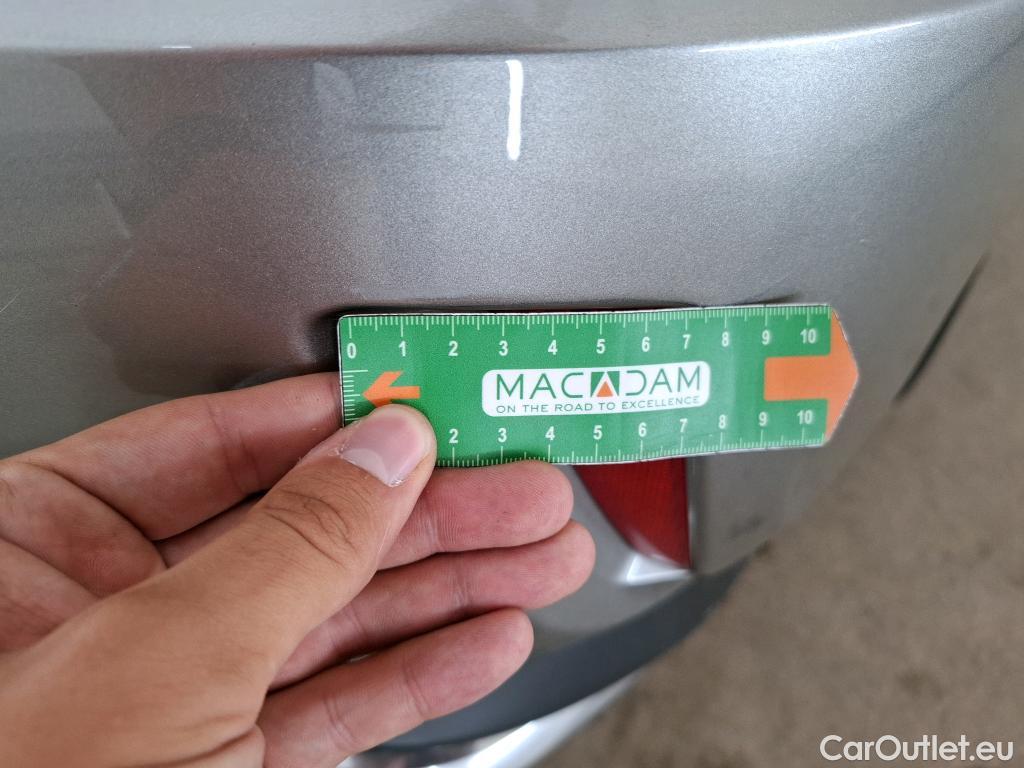 0 1 2 3 4 5 6 7 8 9 10
MACADAM
ON THE ROAD TO EXCELLENCE
2 3 4 5 6 7 8 9 10
CarOutlet.eu